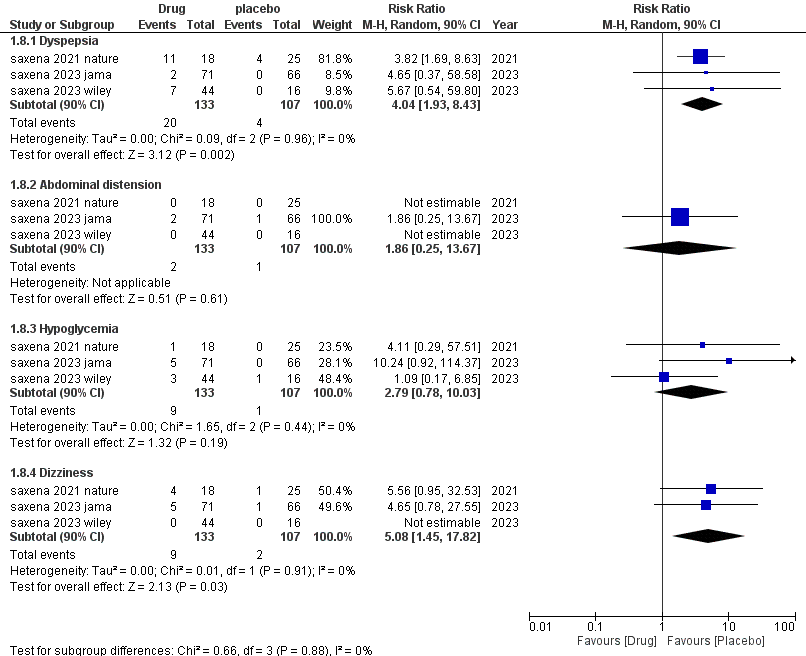 Drug placebo Risk Ratio Risk Ratio
Study or Subgroup Events Total Events Total Weight M-H, Random, 90% CI Year M-H, Random, 90% CI
1.8.1 Dyspepsia
saxena 2021 nature 11 18 4 25 81.8% 3.82 [1.69, 8.63] 2021
saxena 2023 jama 2 71 0 66 8.5% 4.65 [0.37, 58.58] 2023
saxena 2023 wiley 7 44 0 16 9.8% 5.67 [0.54, 59.80] 2023
Subtotal (90% CI) 133 107 100.0% 4.04 [1.93, 8.43]
Total events 20 4
Heterogeneity: Tau² = 0.00; Chi² = 0.09, df = 2 (P = 0.96); I² = 0%
Test for overall effect: Z = 3.12 (P = 0.002)
1.8.2 Abdominal distension
saxena 2021 nature 0 18 0 25 Not estimable 2021
saxena 2023 jama 2 71 1 66 100.0% 1.86 [0.25, 13.67] 2023
saxena 2023 wiley 0 44 0 16 Not estimable 2023
Subtotal (90% CI) 133 107 100.0% 1.86 [0.25, 13.67]
Total events 2 1
Heterogeneity: Not applicable
Test for overall effect: Z = 0.51 (P = 0.61)
1.8.3 Hypoglycemia
saxena 2021 nature 1 18 0 25 23.5% 4.11 [0.29, 57.51] 2021
saxena 2023 jama 5 71 0 66 28.1% 10.24 [0.92, 114.37] 2023
saxena 2023 wiley 3 44 1 16 48.4% 1.09 [0.17, 6.85] 2023
Subtotal (90% CI) 133 107 100.0% 2.79 [0.78, 10.03]
Total events 9 1
Heterogeneity: Tau² = 0.00; Chi² = 1.65, df = 2 (P = 0.44); I² = 0%
Test for overall effect: Z = 1.32 (P = 0.19)
1.8.4 Dizziness
saxena 2021 nature 4 18 1 25 50.4% 5.56 [0.95, 32.53] 2021
saxena 2023 jama 5 71 1 66 49.6% 4.65 [0.78, 27.55] 2023
saxena 2023 wiley 0 44 0 16 Not estimable 2023
Subtotal (90% CI) 133 107 100.0% 5.08 [1.45, 17.82]
Total events 9 2
Heterogeneity: Tau² = 0.00; Chi² = 0.01, df = 1 (P = 0.91); I² = 0%
Test for overall effect: Z = 2.13 (P = 0.03)
0.01 0.1 1 10 100
Favours [Drug] Favours [Placebo]
Test for subgroup differences: Chi² = 0.66, df = 3 (P = 0.88), I² = 0%